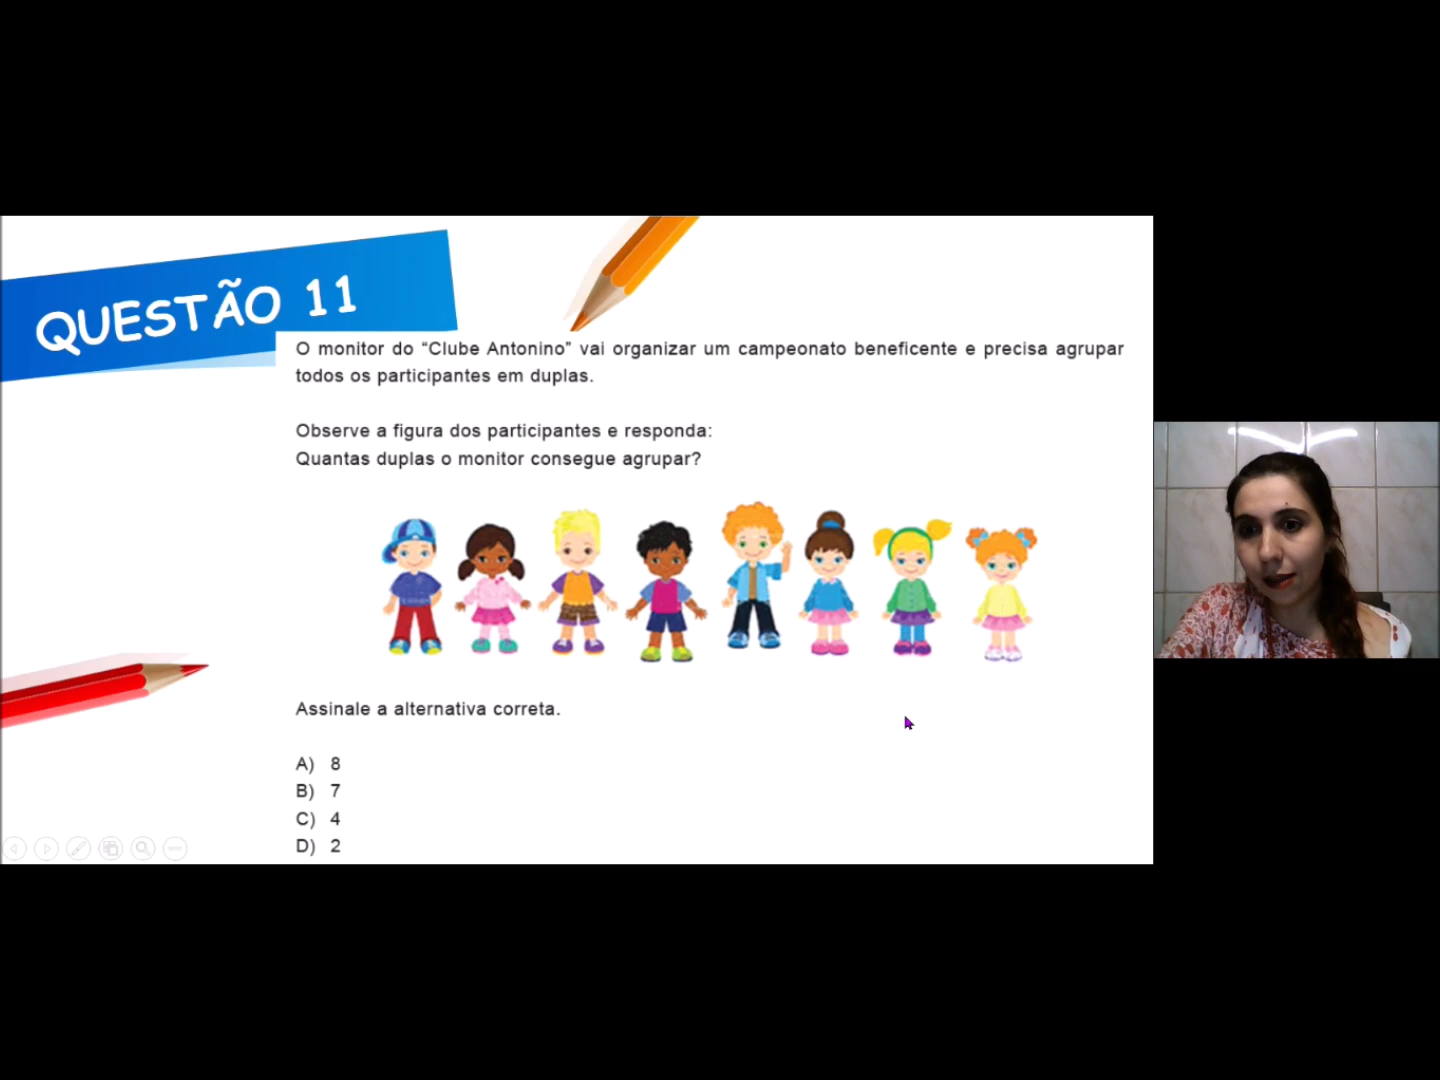 QUESTÃO 11
O monitor do “Clube Antonino” vai organizar um campeonato beneficente e precisa agrupar
todos os participantes em duplas.
Observe a figura dos participantes e responda:
Quantas duplas o monitor consegue agrupar?
Assinale a alternativa correta.
A) 8
B) 7
C) 4
D) 2